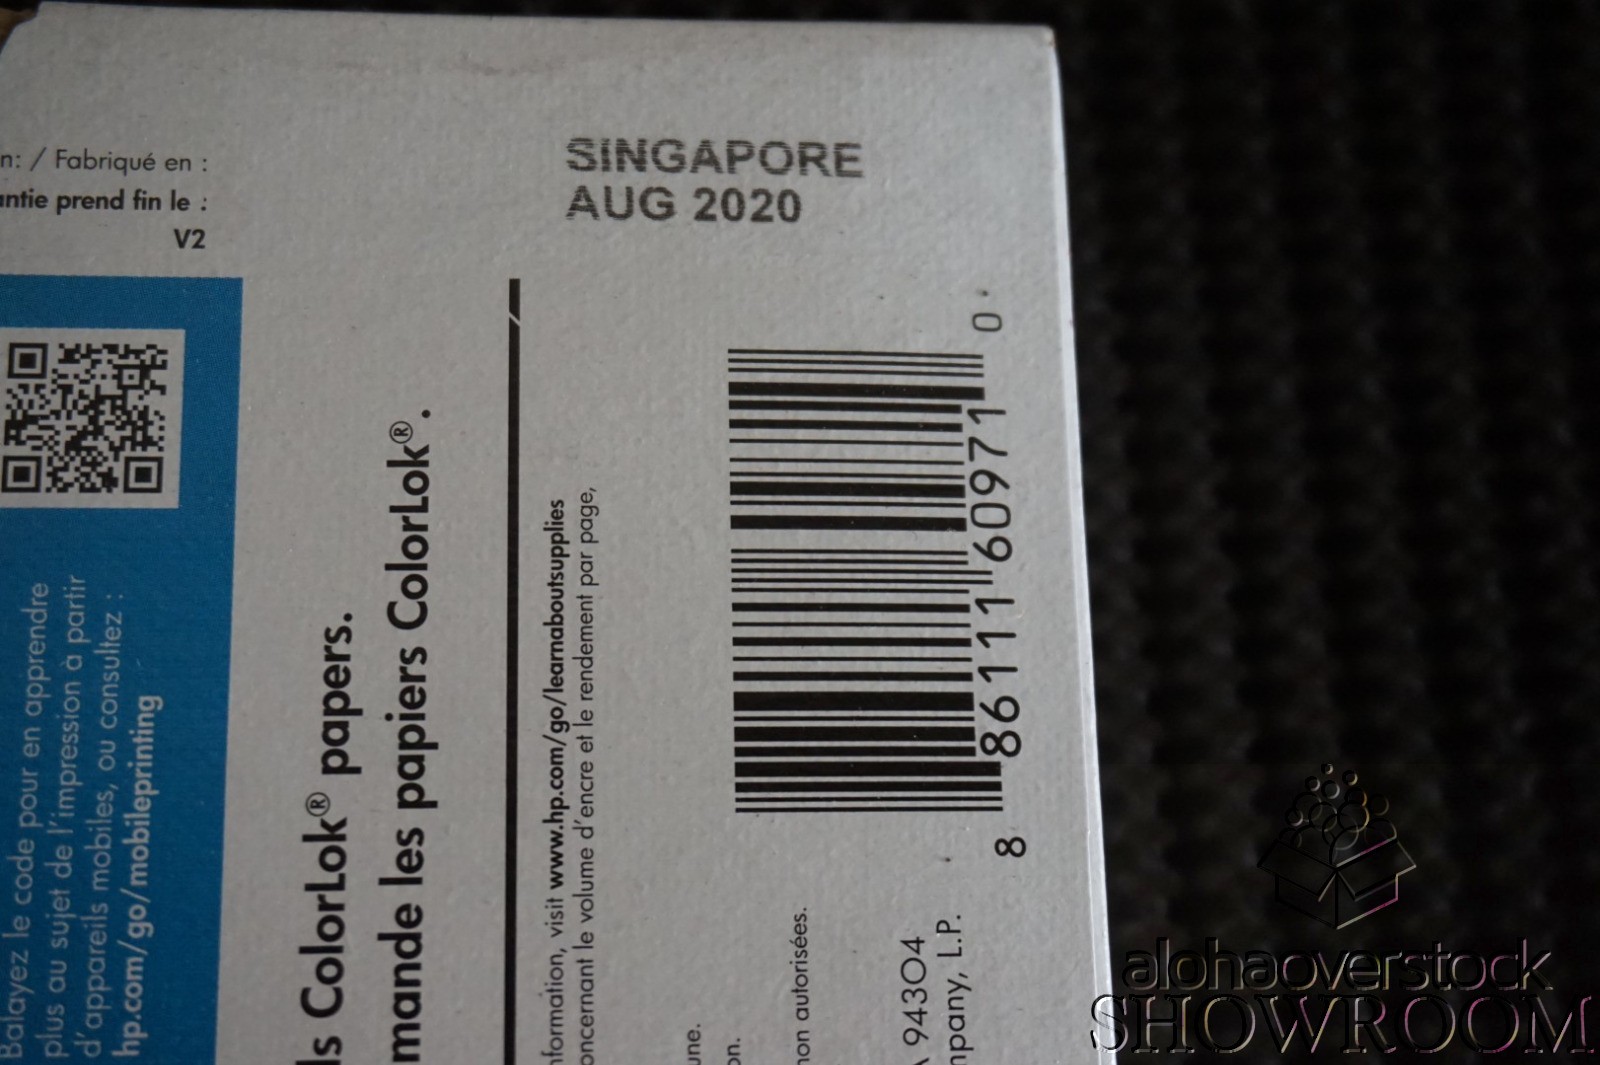 n: / Fabriqué en :
antie prend fin le :
V2
SINGAPORE
AUG 2020
Balayez le code pour en apprendre
plus au sujet de l'impression à partir
d'appareils mobiles, ou consultez :
hp.com/go/mobileprinting
ls ColorLok® papers.
mande les papiers ColorLok®.
nformation, visit www.hp.com/go/learnaboutsupplies
oncernant le volume d'encre et le rendement par page,
une.
on.
non autorisées.
A 94304
mpany, L.P.
8 86111 60971 0
alohaoverstock
SHOWROOM